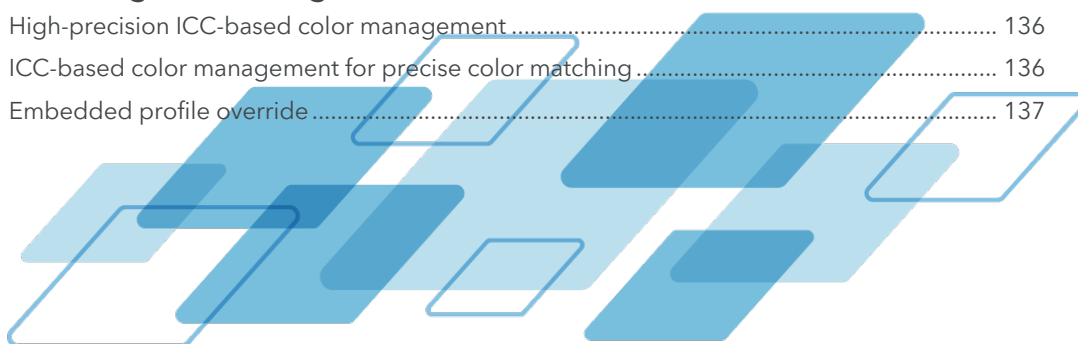 High-precision ICC-based color management ........................................................................ 136
ICC-based color management for precise color matching ...................................................... 136
Embedded profile override .................................................................................................... 137